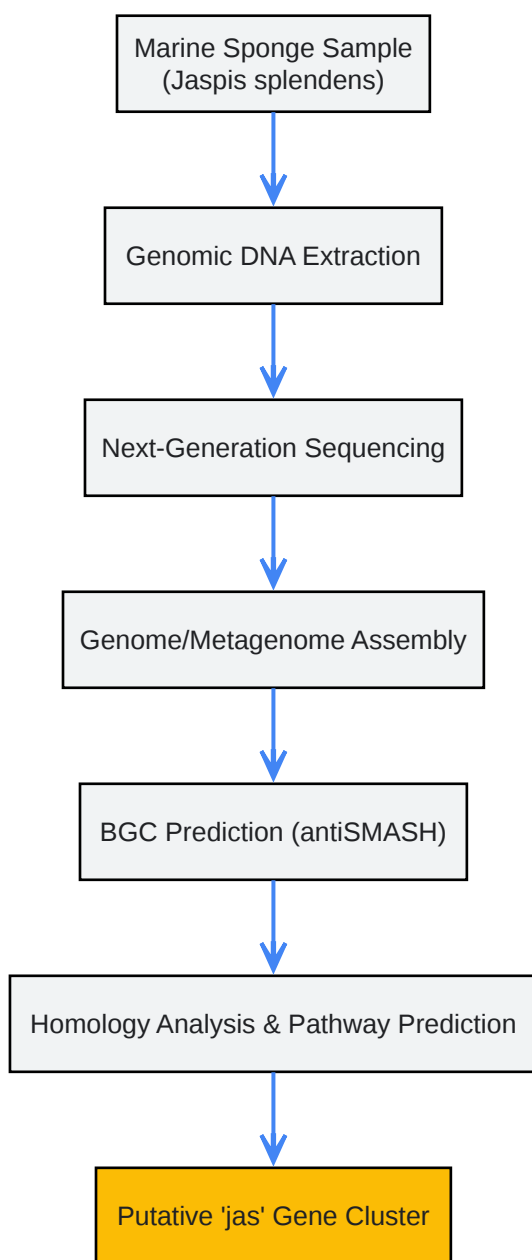 Marine Sponge Sample
(Jaspis splendens)
Genomic DNA Extraction
Next-Generation Sequencing
Genome/Metagenome Assembly
BGC Prediction (antiSMASH)
Homology Analysis & Pathway Prediction
Putative 'jas' Gene Cluster